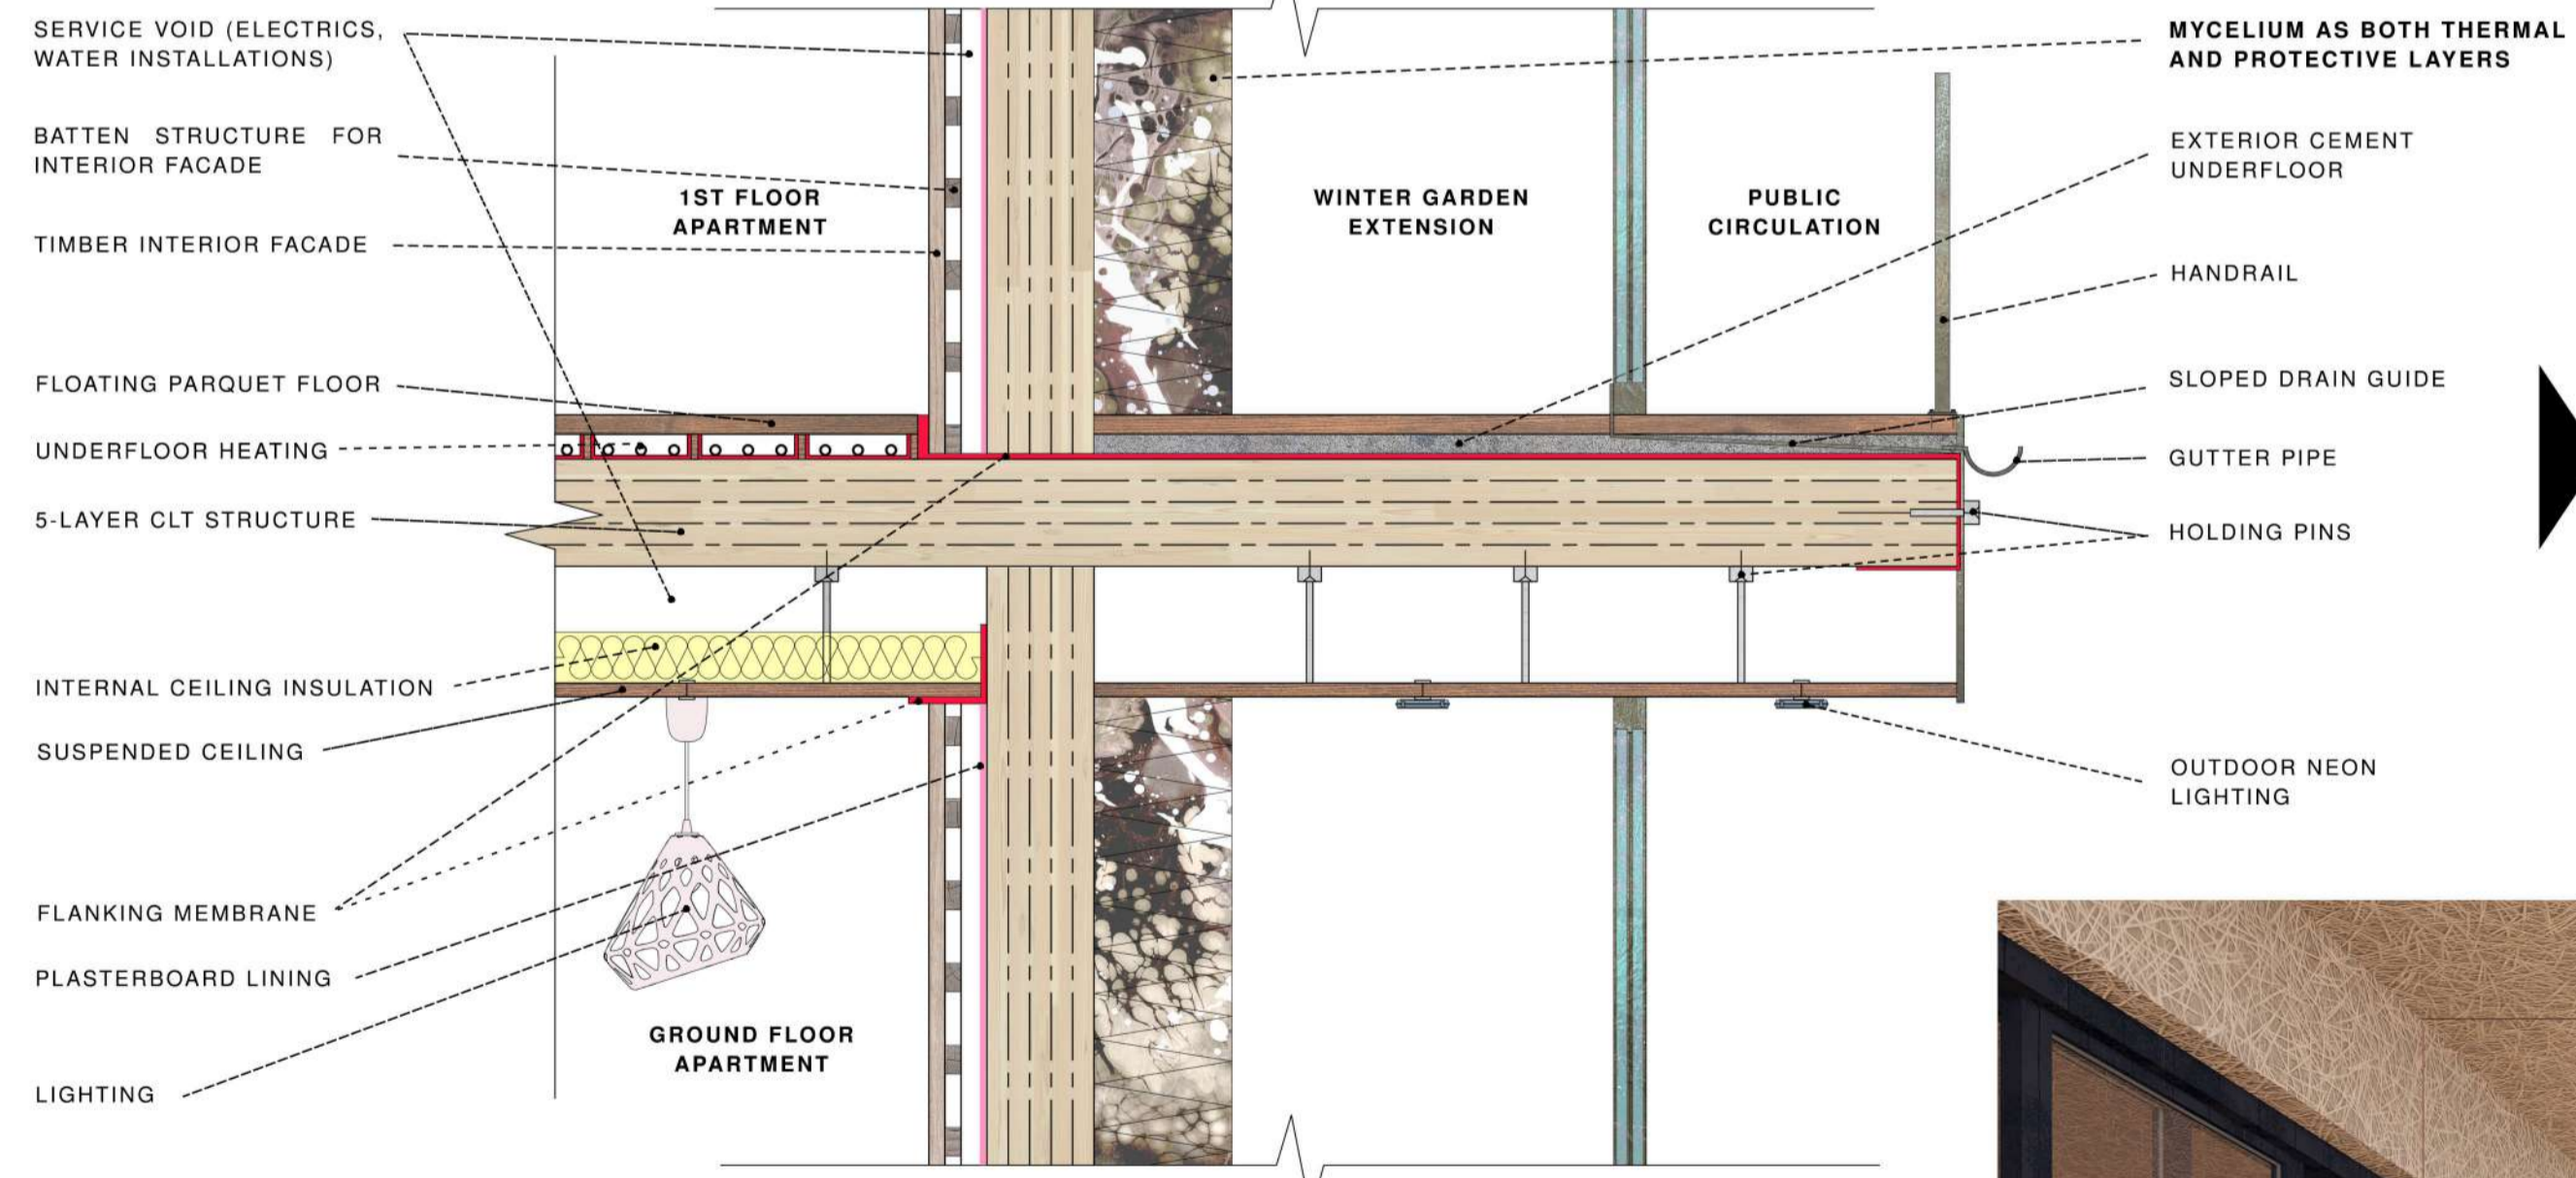 SERVICE VOID (ELECTRICS,
WATER INSTALLATIONS)
BATTEN STRUCTURE FOR
INTERIOR FACADE
TIMBER INTERIOR FACADE
FLOATING PARQUET FLOOR
UNDERFLOOR HEATING
5-LAYER CLT STRUCTURE
INTERNAL CEILING INSULATION
SUSPENDED CEILING
FLANKING MEMBRANE
PLASTERBOARD LINING
LIGHTING
1ST FLOOR
APARTMENT
GROUND FLOOR
APARTMENT
WINTER GARDEN
EXTENSION
PUBLIC
CIRCULATION
MYCELIUM AS BOTH THERMAL
AND PROTECTIVE LAYERS
EXTERIOR CEMENT
UNDERFLOOR
HANDRAIL
SLOPED DRAIN GUIDE
GUTTER PIPE
HOLDING PINS
OUTDOOR NEON
LIGHTING